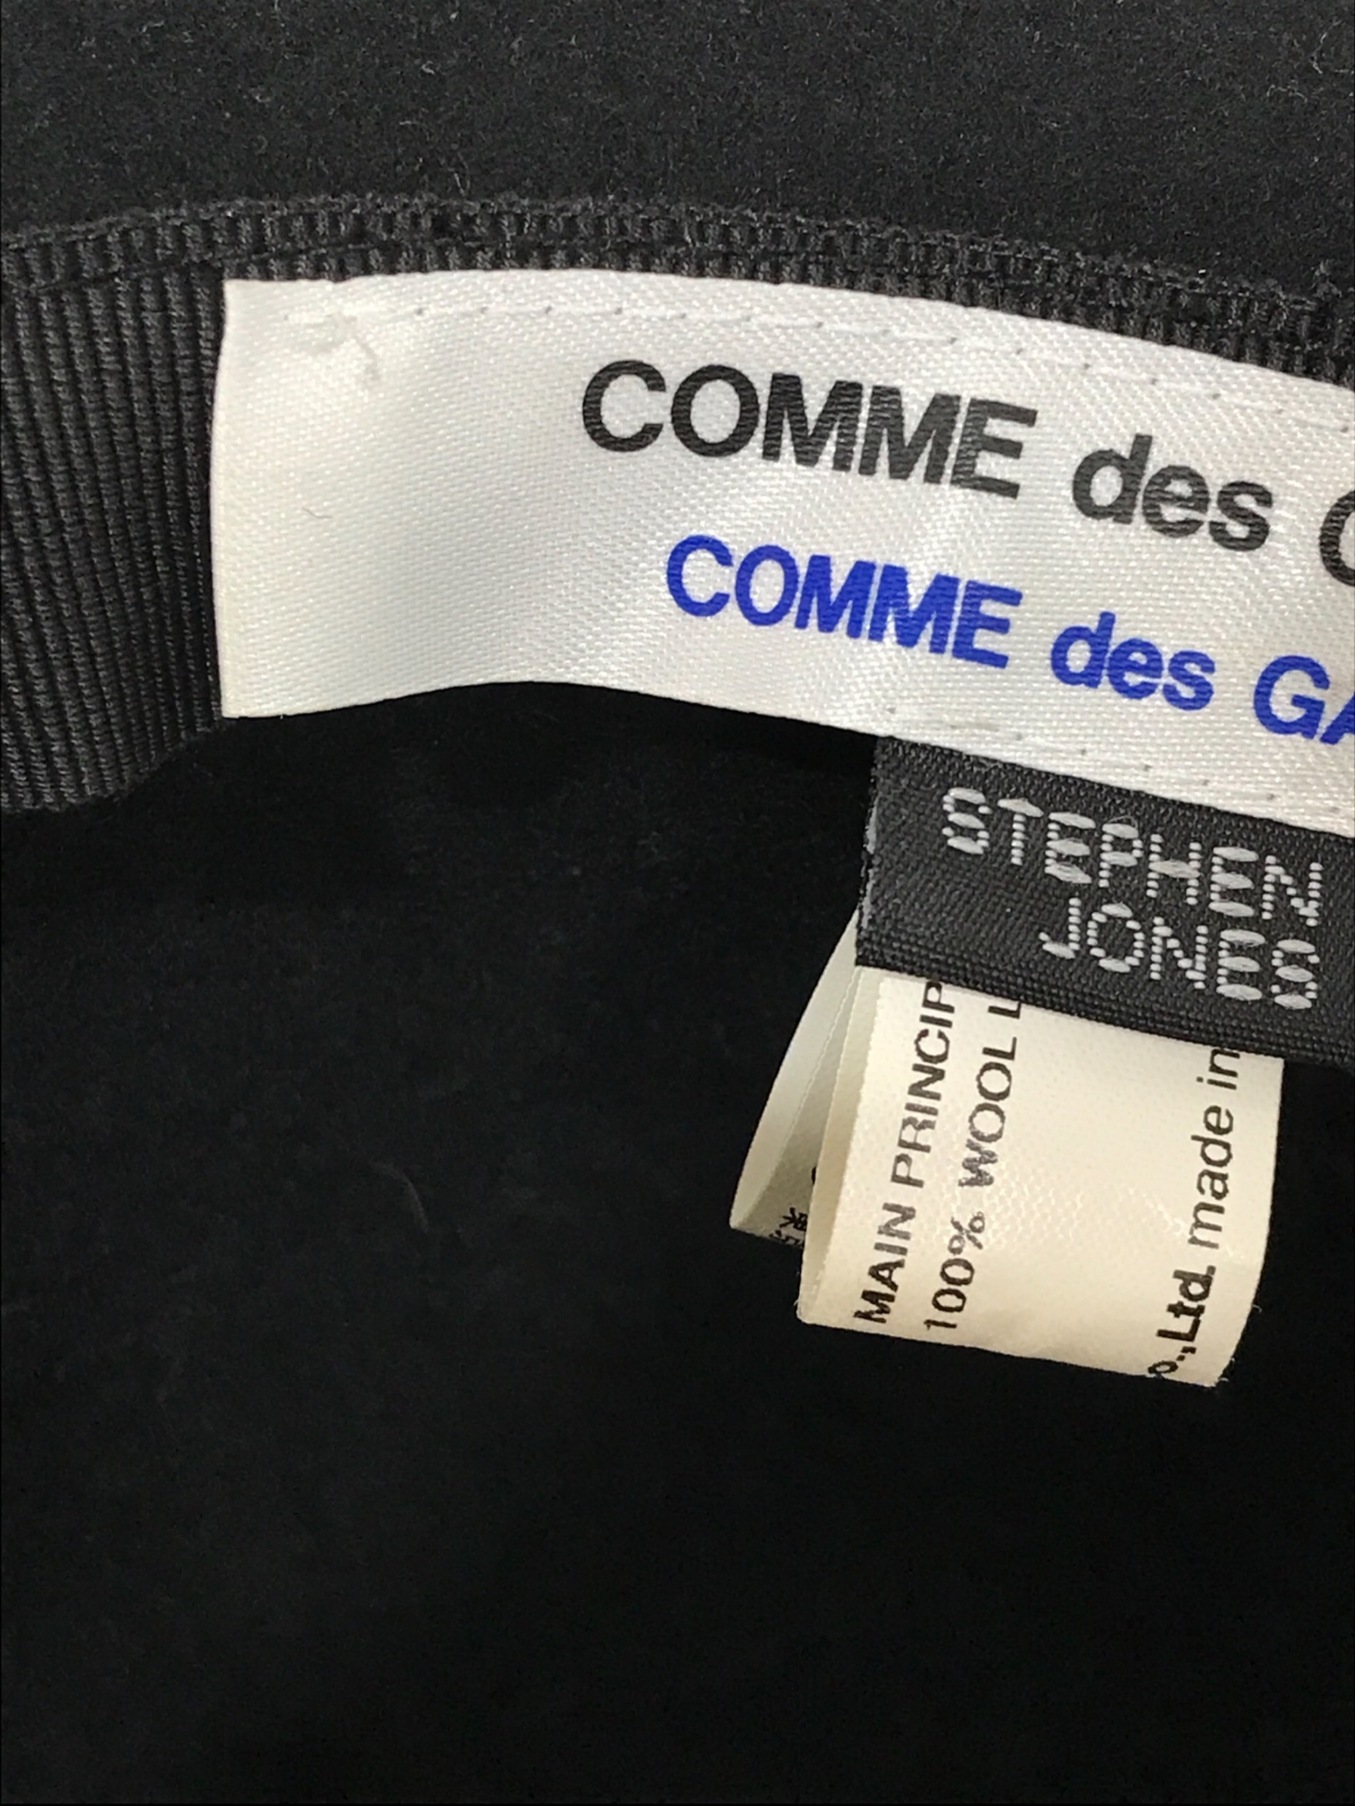 COMME des G
COMME des GA
STEPHEN
JONES
MAIN PRINCIP
100% WOOL L
o.,Ltd. made in